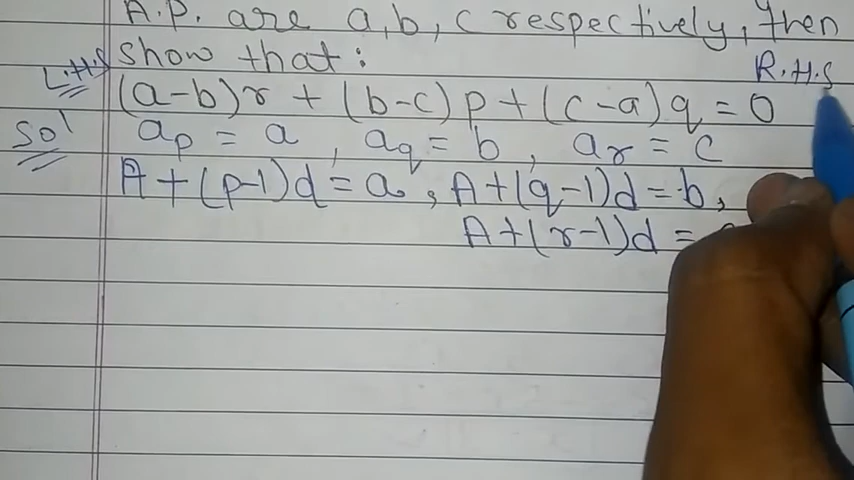 A.P. are a, b, c respectively, then
show that:
L.H.S R.H.S
(a-b)r + (b-c)p + (c-a)q = 0
Sol ap = a , aq = b , ar = c
A+(p-1)d = a, A+(q-1)d = b,
A+(r-1)d =